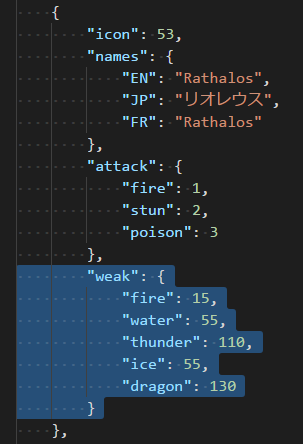 {
"icon": 53,
"names": {
"EN": "Rathalos",
"JP": "リオレウス",
"FR": "Rathalos"
},
"attack": {
"fire": 1,
"stun": 2,
"poison": 3
},
"weak": {
"fire": 15,
"water": 55,
"thunder": 110,
"ice": 55,
"dragon": 130
}
},